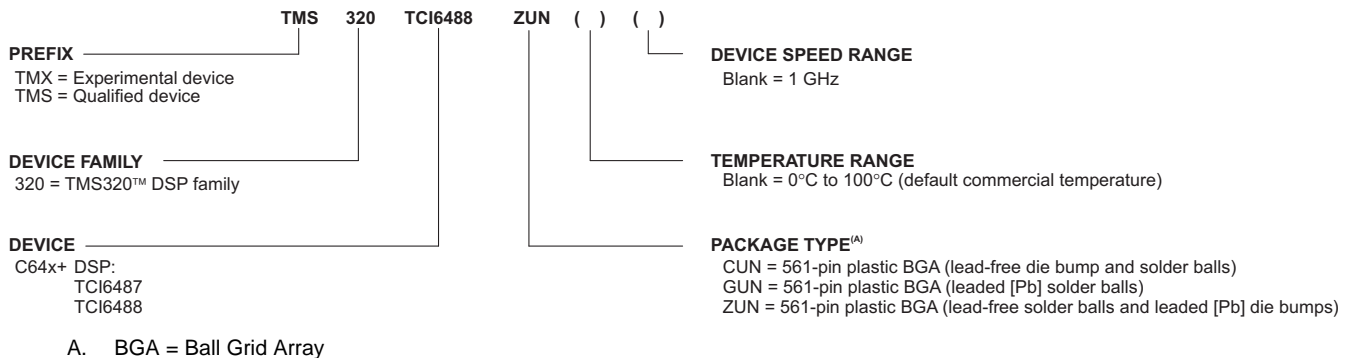 TMS 320 TCI6488 ZUN ( ) ( )
PREFIX
TMX = Experimental device
TMS = Qualified device
DEVICE FAMILY
320 = TMS320™ DSP family
DEVICE
C64x+ DSP:
TCI6487
TCI6488
DEVICE SPEED RANGE
Blank = 1 GHz
TEMPERATURE RANGE
Blank = 0°C to 100°C (default commercial temperature)
PACKAGE TYPE(A)
CUN = 561-pin plastic BGA (lead-free die bump and solder balls)
GUN = 561-pin plastic BGA (leaded [Pb] solder balls)
ZUN = 561-pin plastic BGA (lead-free solder balls and leaded [Pb] die bumps)
A. BGA = Ball Grid Array